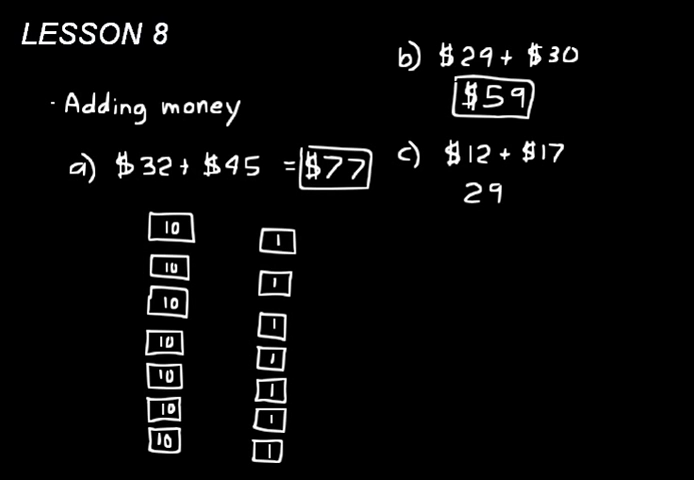 LESSON 8
· Adding money
a) $32 + $45 = $77
10 1
10 1
10 1
10 1
10 1
10 1
10 1
b) $29 + $30
$59
c) $12 + $17
29